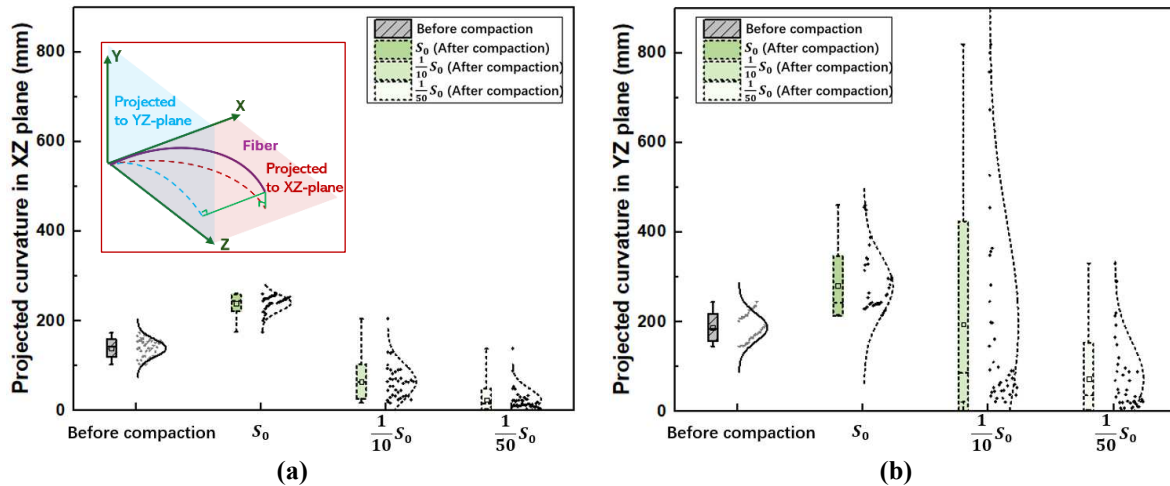 Projected curvature in XZ plane (mm)
800
600
400
200
0
Y
Projected
to YZ-plane
X
Fiber
Projected
to XZ-plane
Z
Before compaction
S₀ (After compaction)
1/10 S₀ (After compaction)
1/50 S₀ (After compaction)
Before compaction
S₀
1/10 S₀
1/50 S₀
(a)
Projected curvature in YZ plane (mm)
800
600
400
200
0
Before compaction
S₀ (After compaction)
1/10 S₀ (After compaction)
1/50 S₀ (After compaction)
Before compaction
S₀
1/10 S₀
1/50 S₀
(b)